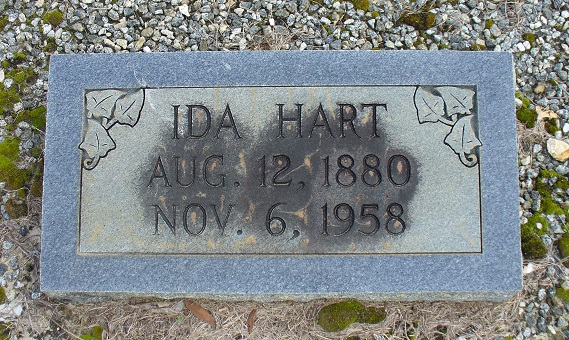 IDA HART
AUG. 12, 1880
NOV. 6, 1958